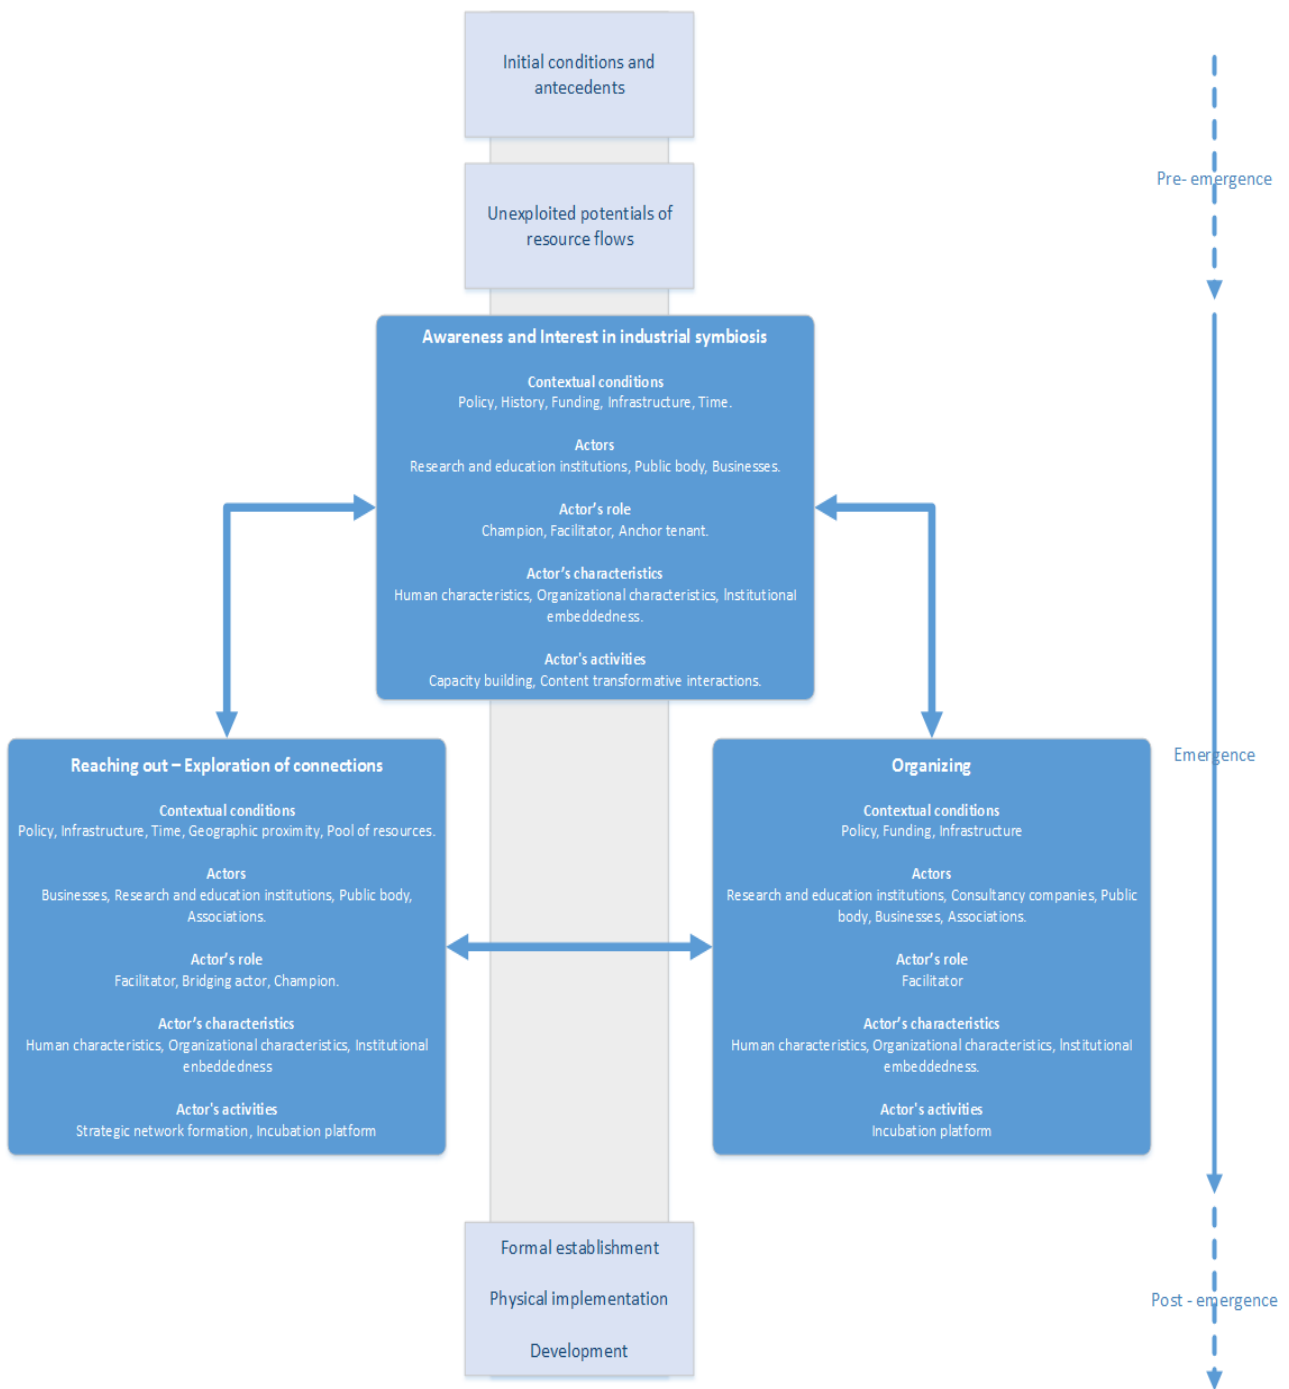 Initial conditions and
antecedents
Pre- emergence
Unexploited potentials of
resource flows
Awareness and Interest in industrial symbiosis
Contextual conditions
Policy, History, Funding, Infrastructure, Time.
Actors
Research and education institutions, Public body, Businesses.
Actor's role
Champion, Facilitator, Anchor tenant.
Actor's characteristics
Human characteristics, Organizational characteristics, Institutional
embeddedness.
Actor's activities
Capacity building, Content transformative interactions.
Emergence
Reaching out – Exploration of connections
Contextual conditions
Policy, Infrastructure, Time, Geographic proximity, Pool of resources.
Actors
Businesses, Research and education institutions, Public body,
Associations.
Actor's role
Facilitator, Bridging actor, Champion.
Actor's characteristics
Human characteristics, Organizational characteristics, Institutional
enbeddedness
Actor's activities
Strategic network formation, Incubation platform
Organizing
Contextual conditions
Policy, Funding, Infrastructure
Actors
Research and education institutions, Consultancy companies, Public
body, Businesses, Associations.
Actor's role
Facilitator
Actor's characteristics
Human characteristics, Organizational characteristics, Institutional
embeddedness.
Actor's activities
Incubation platform
Formal establishment
Physical implementation
Development
Post - emergence